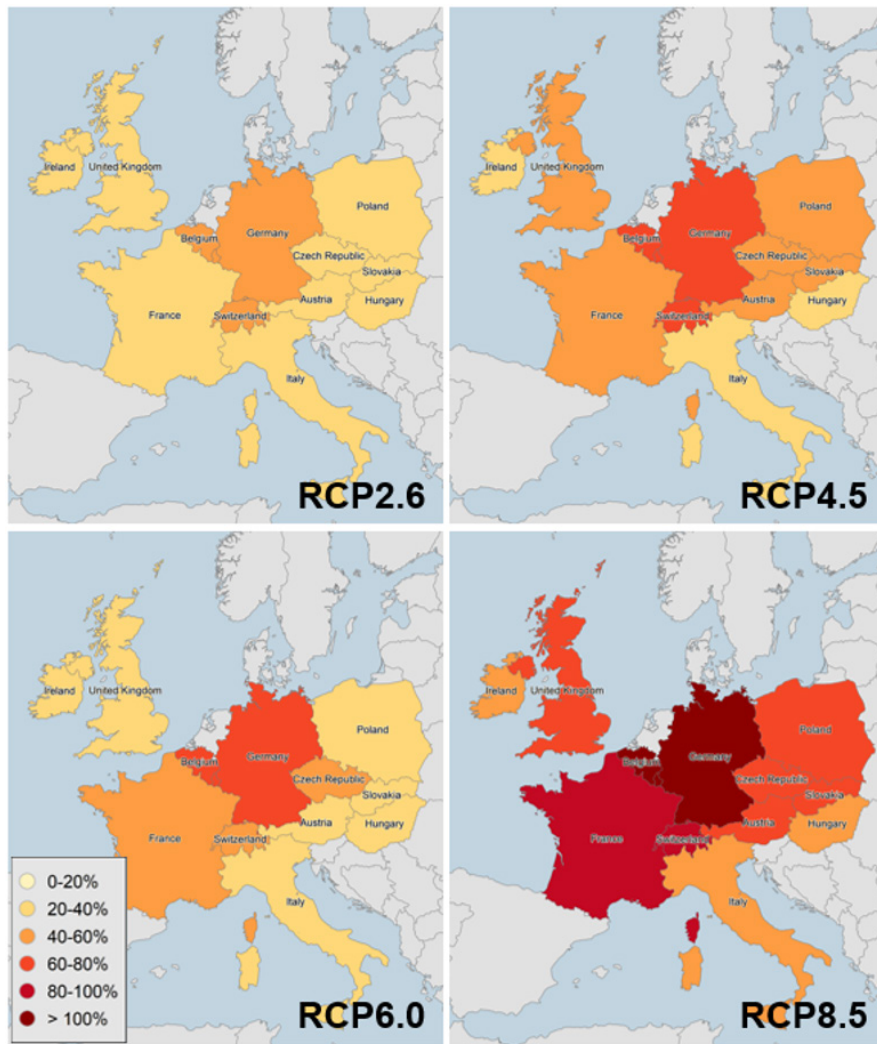 Ireland
United Kingdom
Poland
Belgium
Germany
Czech Republic
Slovakia
Austria
Hungary
France
Switzerland
Italy
RCP2.6
Ireland
United Kingdom
Poland
Belgium
Germany
Czech Republic
Slovakia
Austria
Hungary
France
Switzerland
Italy
RCP4.5
Ireland
United Kingdom
Poland
Belgium
Germany
Czech Republic
Slovakia
Austria
Hungary
France
Switzerland
Italy
0-20%
20-40%
40-60%
60-80%
80-100%
> 100%
RCP6.0
Ireland
United Kingdom
Poland
Belgium
Germany
Czech Republic
Slovakia
Austria
Hungary
France
Switzerland
Italy
RCP8.5